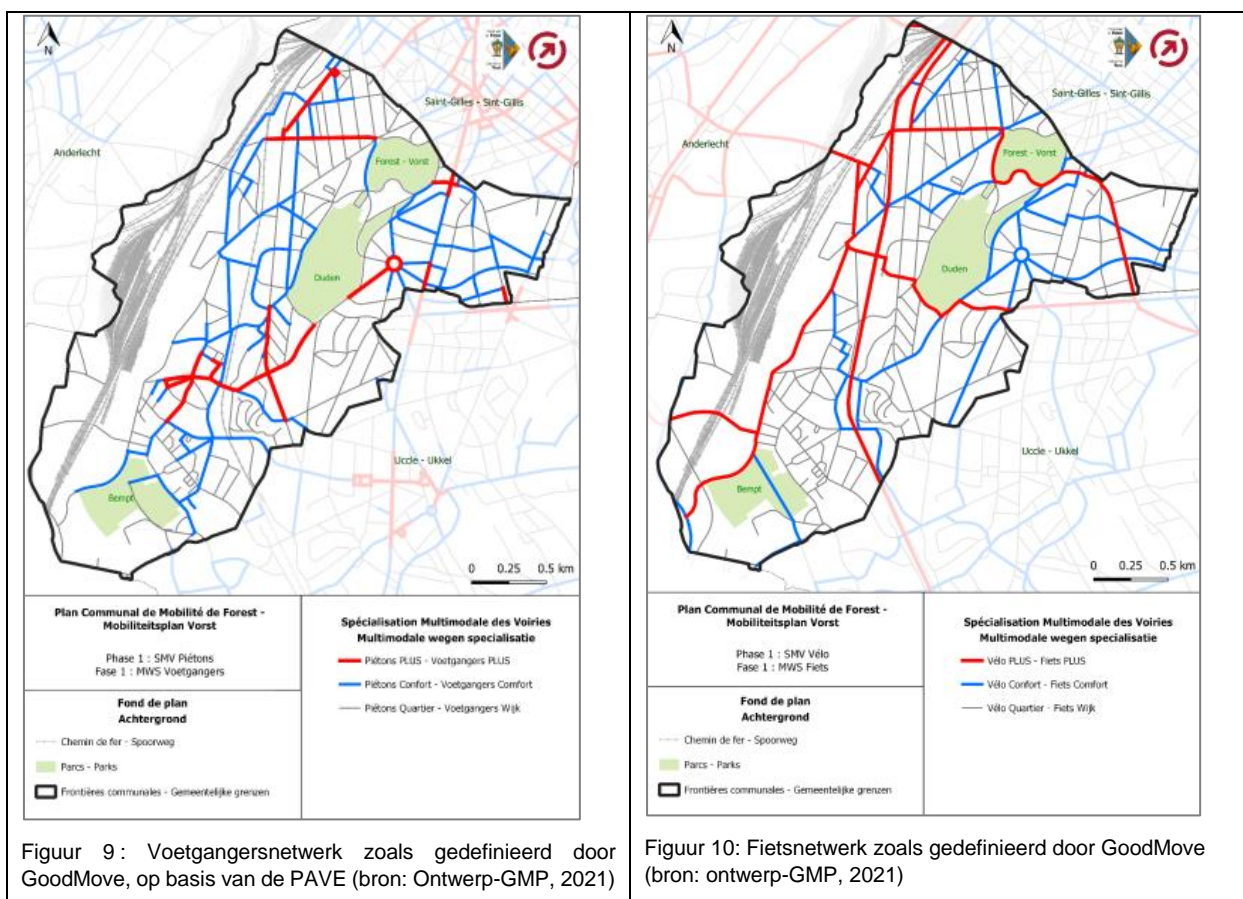 N
Saint-Gilles - Sint-Gillis
Anderlecht
Forest - Vorst
Duden
Bempt
Uccle - Ukkel
0 0.25 0.5 km
Plan Communal de Mobilité de Forest -
Mobiliteitsplan Vorst
Phase 1 : SMV Piétons
Fase 1 : MWS Voetgangers
Fond de plan
Achtergrond
Chemin de fer - Spoorweg
Parcs - Parks
Frontières communales - Gemeentelijke grenzen
Spécialisation Multimodale des Voiries
Multimodale wegen specialisatie
Piétons PLUS - Voetgangers PLUS
Piétons Confort - Voetgangers Comfort
Piétons Quartier - Voetgangers Wijk
Figuur 9 : Voetgangersnetwerk zoals gedefinieerd door
GoodMove, op basis van de PAVE (bron: Ontwerp-GMP, 2021)
N
Saint-Gilles - Sint-Gillis
Anderlecht
Forest - Vorst
Duden
Bempt
Uccle - Ukkel
0 0.25 0.5 km
Plan Communal de Mobilité de Forest -
Mobiliteitsplan Vorst
Phase 1 : SMV Vélo
Fase 1 : MWS Fiets
Fond de plan
Achtergrond
Chemin de fer - Spoorweg
Parcs - Parks
Frontières communales - Gemeentelijke grenzen
Spécialisation Multimodale des Voiries
Multimodale wegen specialisatie
Vélo PLUS - Fiets PLUS
Vélo Confort - Fiets Comfort
Vélo Quartier - Fiets Wijk
Figuur 10: Fietsnetwerk zoals gedefinieerd door GoodMove
(bron: ontwerp-GMP, 2021)